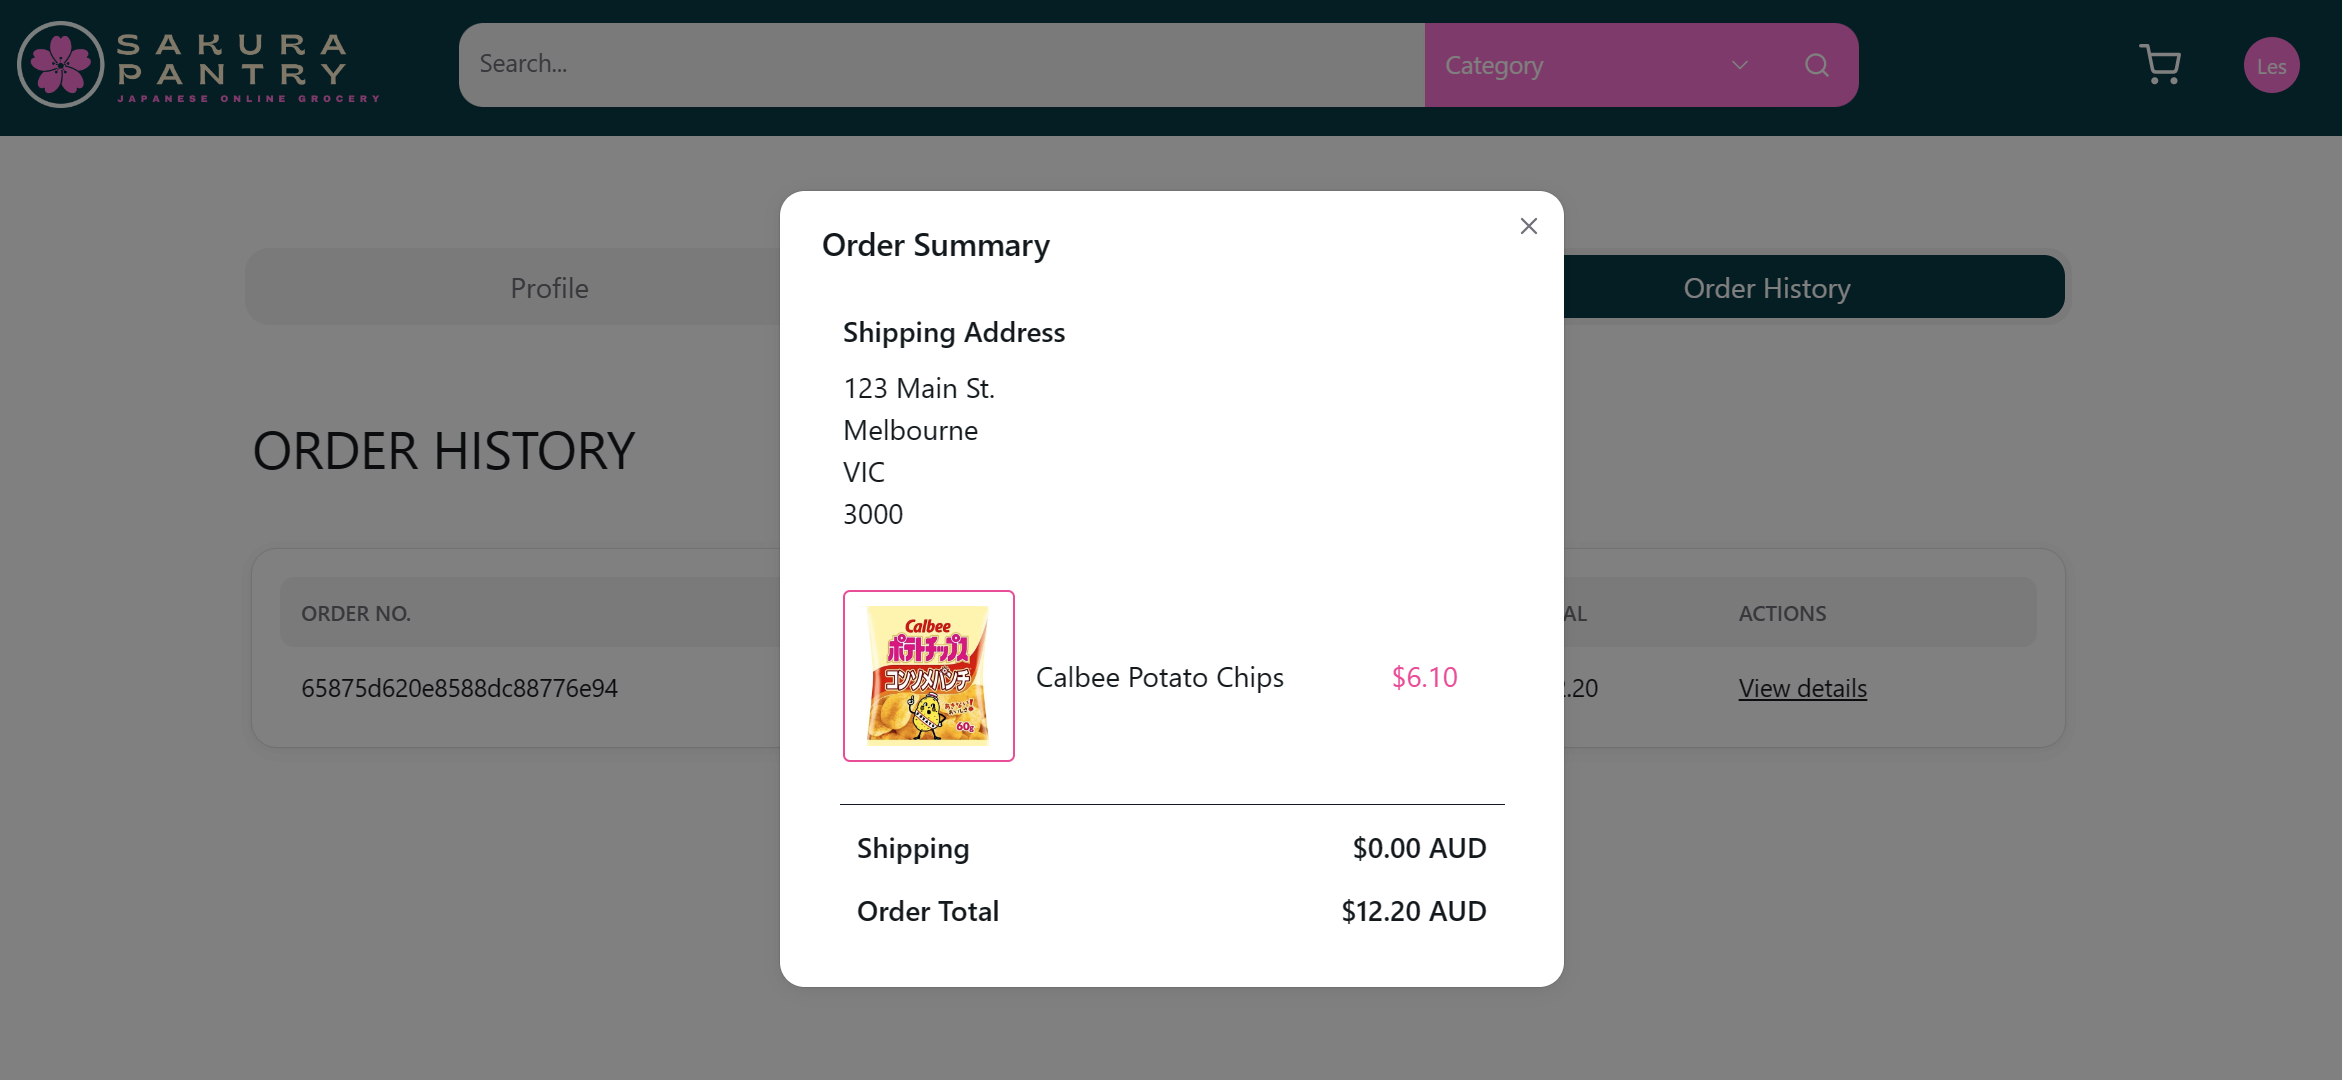 SAKURA
PANTRY
JAPANESE ONLINE GROCERY
Search...
Category
Les
Profile
Order History
ORDER HISTORY
ORDER NO.
AL
ACTIONS
65875d620e8588dc88776e94
.20
View details
Order Summary
Shipping Address
123 Main St.
Melbourne
VIC
3000
Calbee
ポテトチップス
コンソメパンチ
60g
Calbee Potato Chips
$6.10
Shipping
$0.00 AUD
Order Total
$12.20 AUD